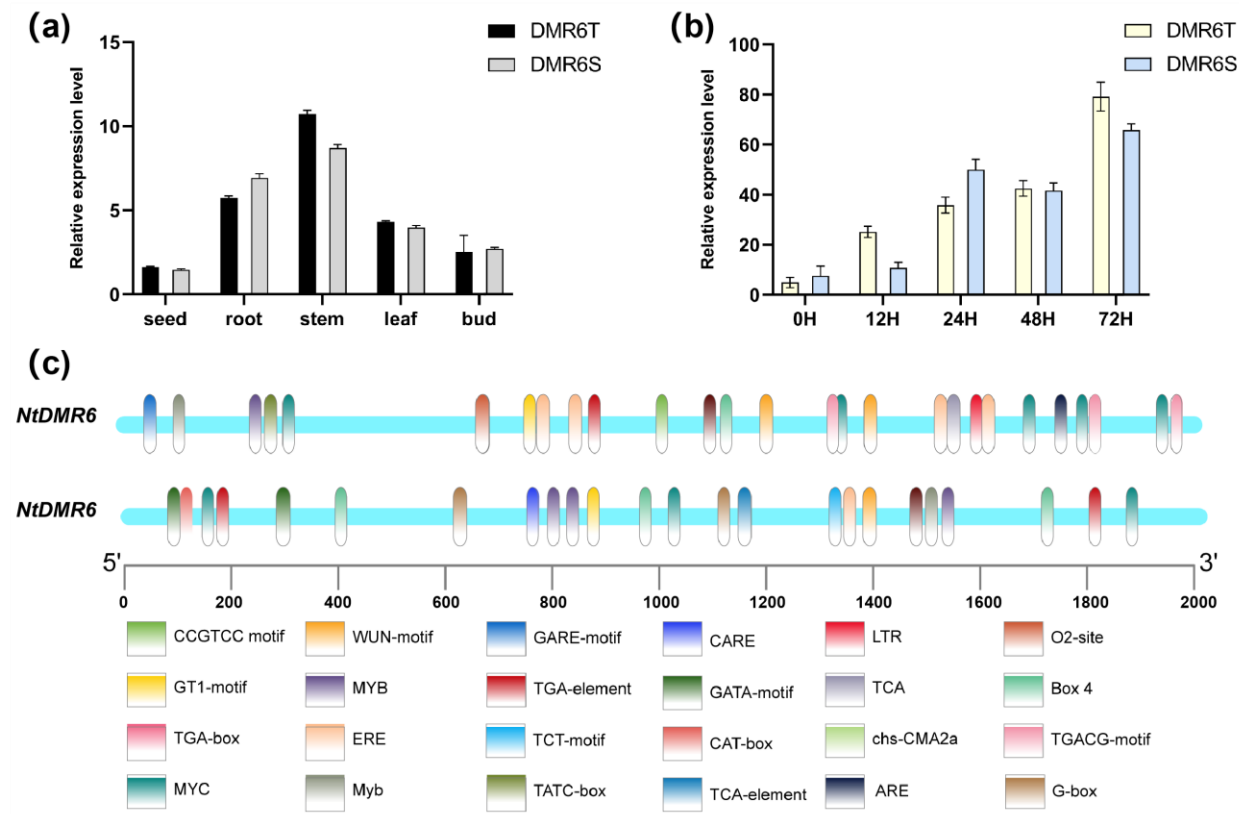 (a)
DMR6T
DMR6S
Relative expression level
15
10
5
0
seed root stem leaf bud
(b)
DMR6T
DMR6S
Relative expression level
100
80
60
40
20
0
0H 12H 24H 48H 72H
(c)
NtDMR6
NtDMR6
5' 3'
0 200 400 600 800 1000 1200 1400 1600 1800 2000
CCGTCC motif WUN-motif GARE-motif CARE LTR O2-site
GT1-motif MYB TGA-element GATA-motif TCA Box 4
TGA-box ERE TCT-motif CAT-box chs-CMA2a TGACG-motif
MYC Myb TATC-box TCA-element ARE G-box